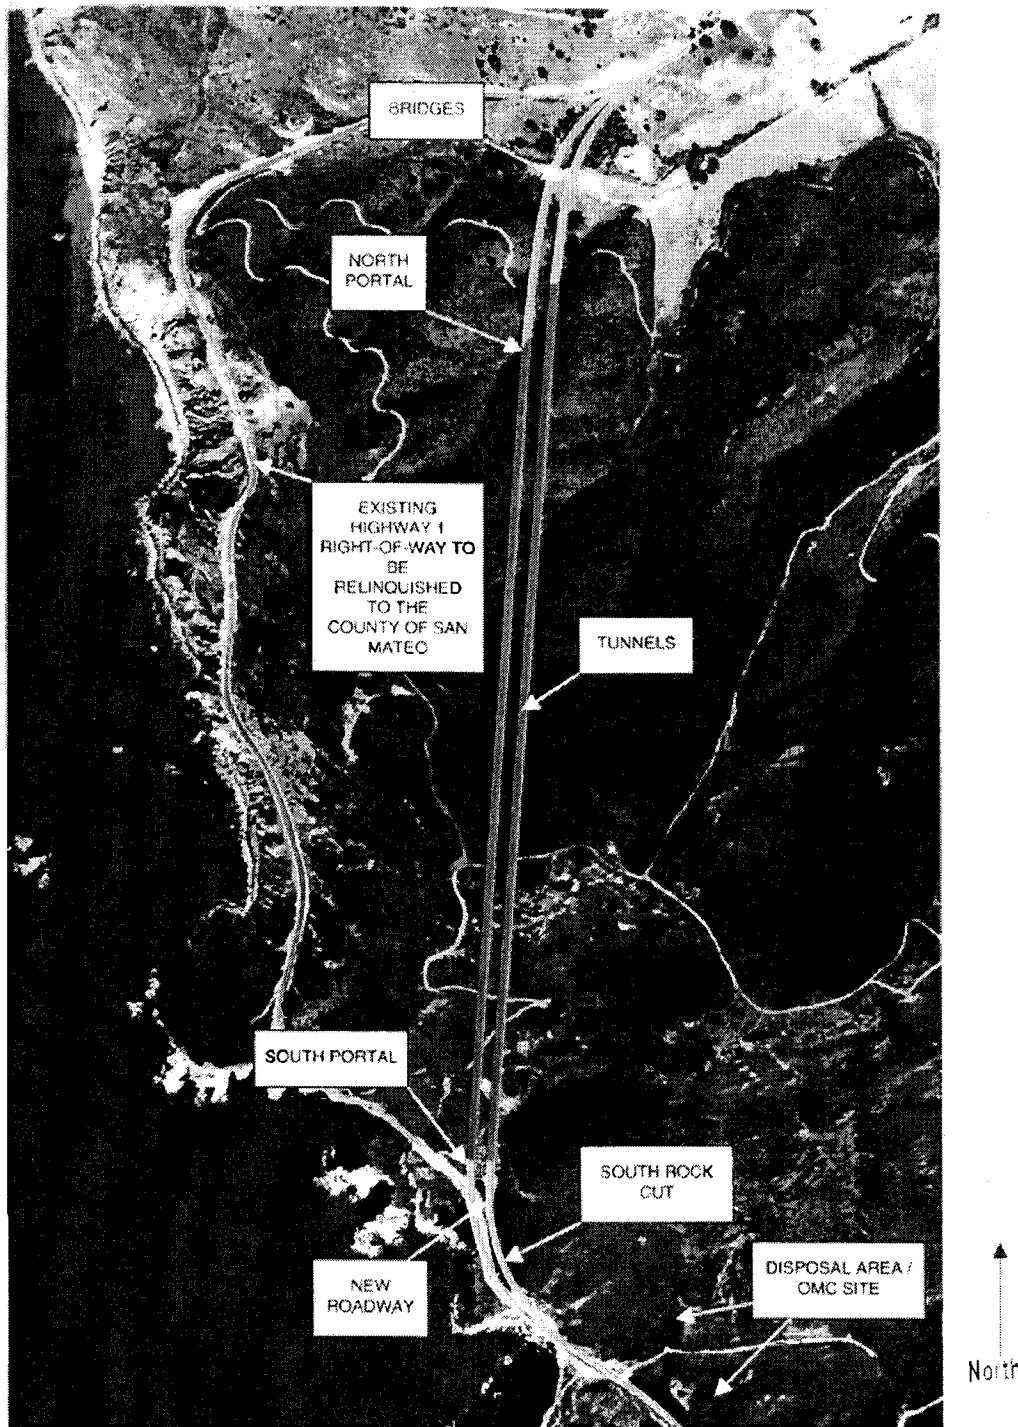 BRIDGES
NORTH
PORTAL
EXISTING
HIGHWAY 1
RIGHT-OF-WAY TO
BE
RELINQUISHED
TO THE
COUNTY OF SAN
MATEO
TUNNELS
SOUTH PORTAL
SOUTH ROCK
CUT
NEW
ROADWAY
DISPOSAL AREA /
OMC SITE
North